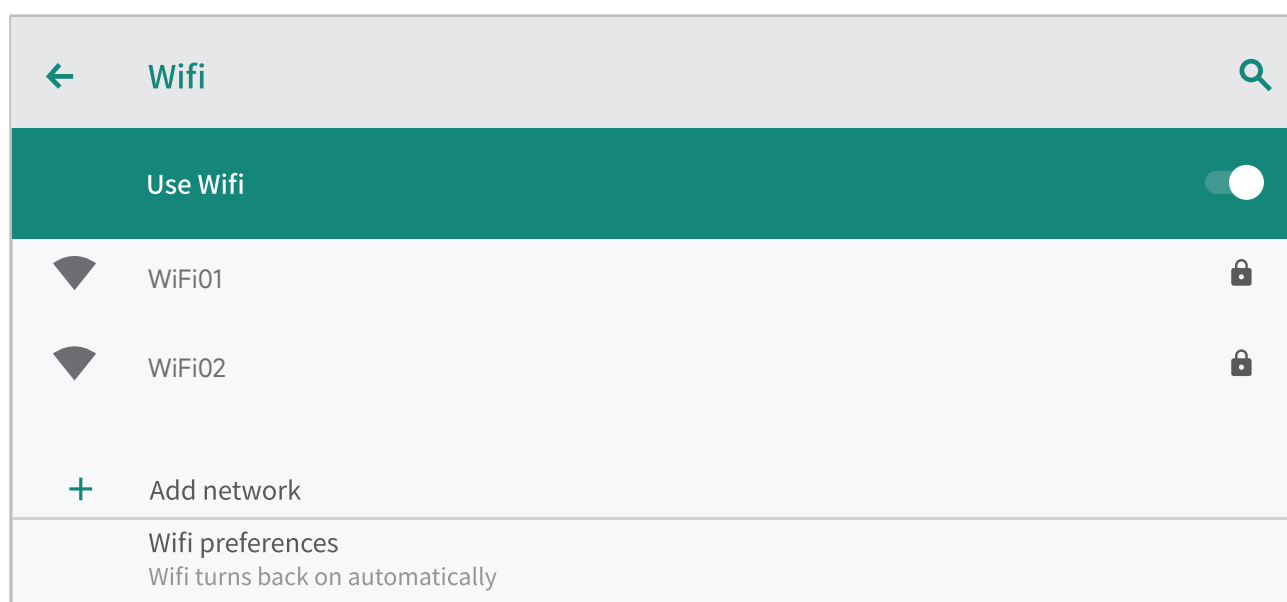 Wifi
Use Wifi
WiFi01
WiFi02
Add network
Wifi preferences
Wifi turns back on automatically